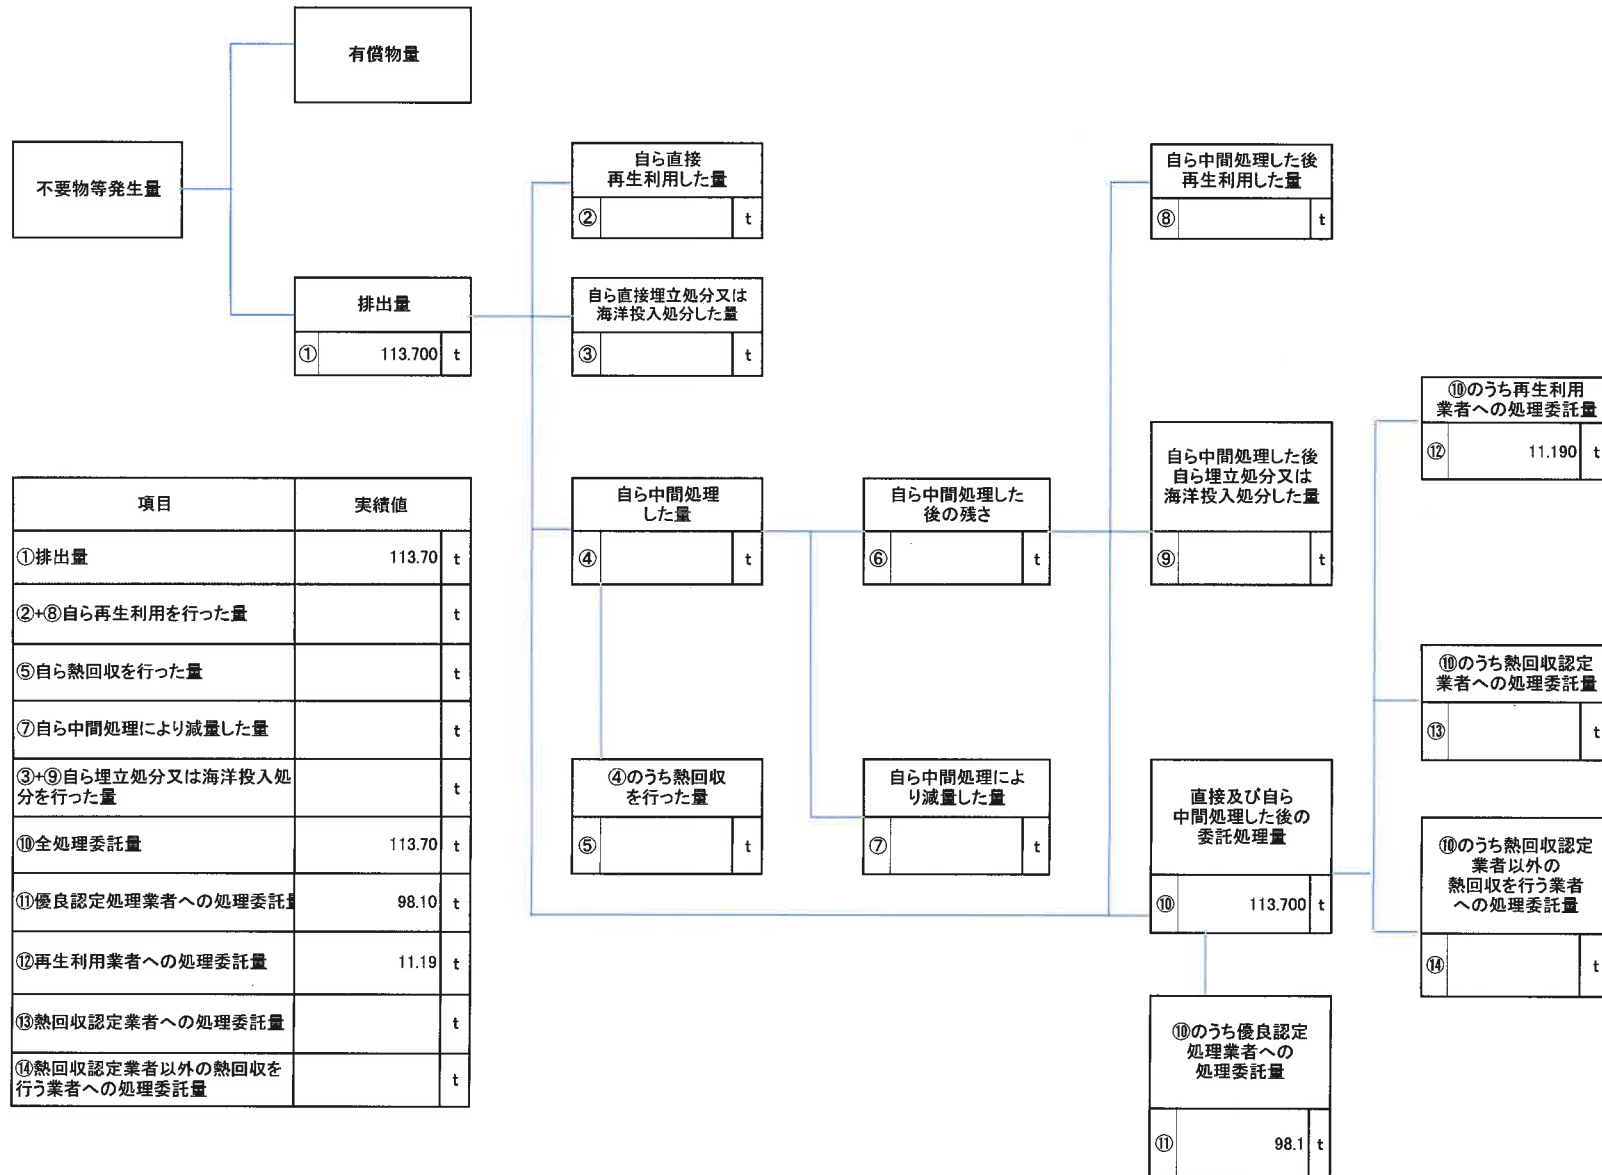 有償物量
不要物等発生量
排出量
① 113.700 t
自ら直接
再生利用した量
② t
自ら直接埋立処分又は
海洋投入処分した量
③ t
自ら中間処理
した量
④ t
④のうち熱回収
を行った量
⑤ t
自ら中間処理した
後の残さ
⑥ t
自ら中間処理によ
り減量した量
⑦ t
自ら中間処理した後
再生利用した量
⑧ t
自ら中間処理した後
自ら埋立処分又は
海洋投入処分した量
⑨ t
直接及び自ら
中間処理した後の
委託処理量
⑩ 113.700 t
⑩のうち優良認定
処理業者への
処理委託量
⑪ 98.1 t
⑩のうち再生利用
業者への処理委託量
⑫ 11.190 t
⑩のうち熱回収認定
業者への処理委託量
⑬ t
⑩のうち熱回収認定
業者以外の
熱回収を行う業者
への処理委託量
⑭ t
項目 実績値
①排出量 113.70 t
②+⑧自ら再生利用を行った量 t
⑤自ら熱回収を行った量 t
⑦自ら中間処理により減量した量 t
③+⑨自ら埋立処分又は海洋投入処
分を行った量 t
⑩全処理委託量 113.70 t
⑪優良認定処理業者への処理委託 98.10 t
⑫再生利用業者への処理委託量 11.19 t
⑬熱回収認定業者への処理委託量 t
⑭熱回収認定業者以外の熱回収を
行う業者への処理委託量 t